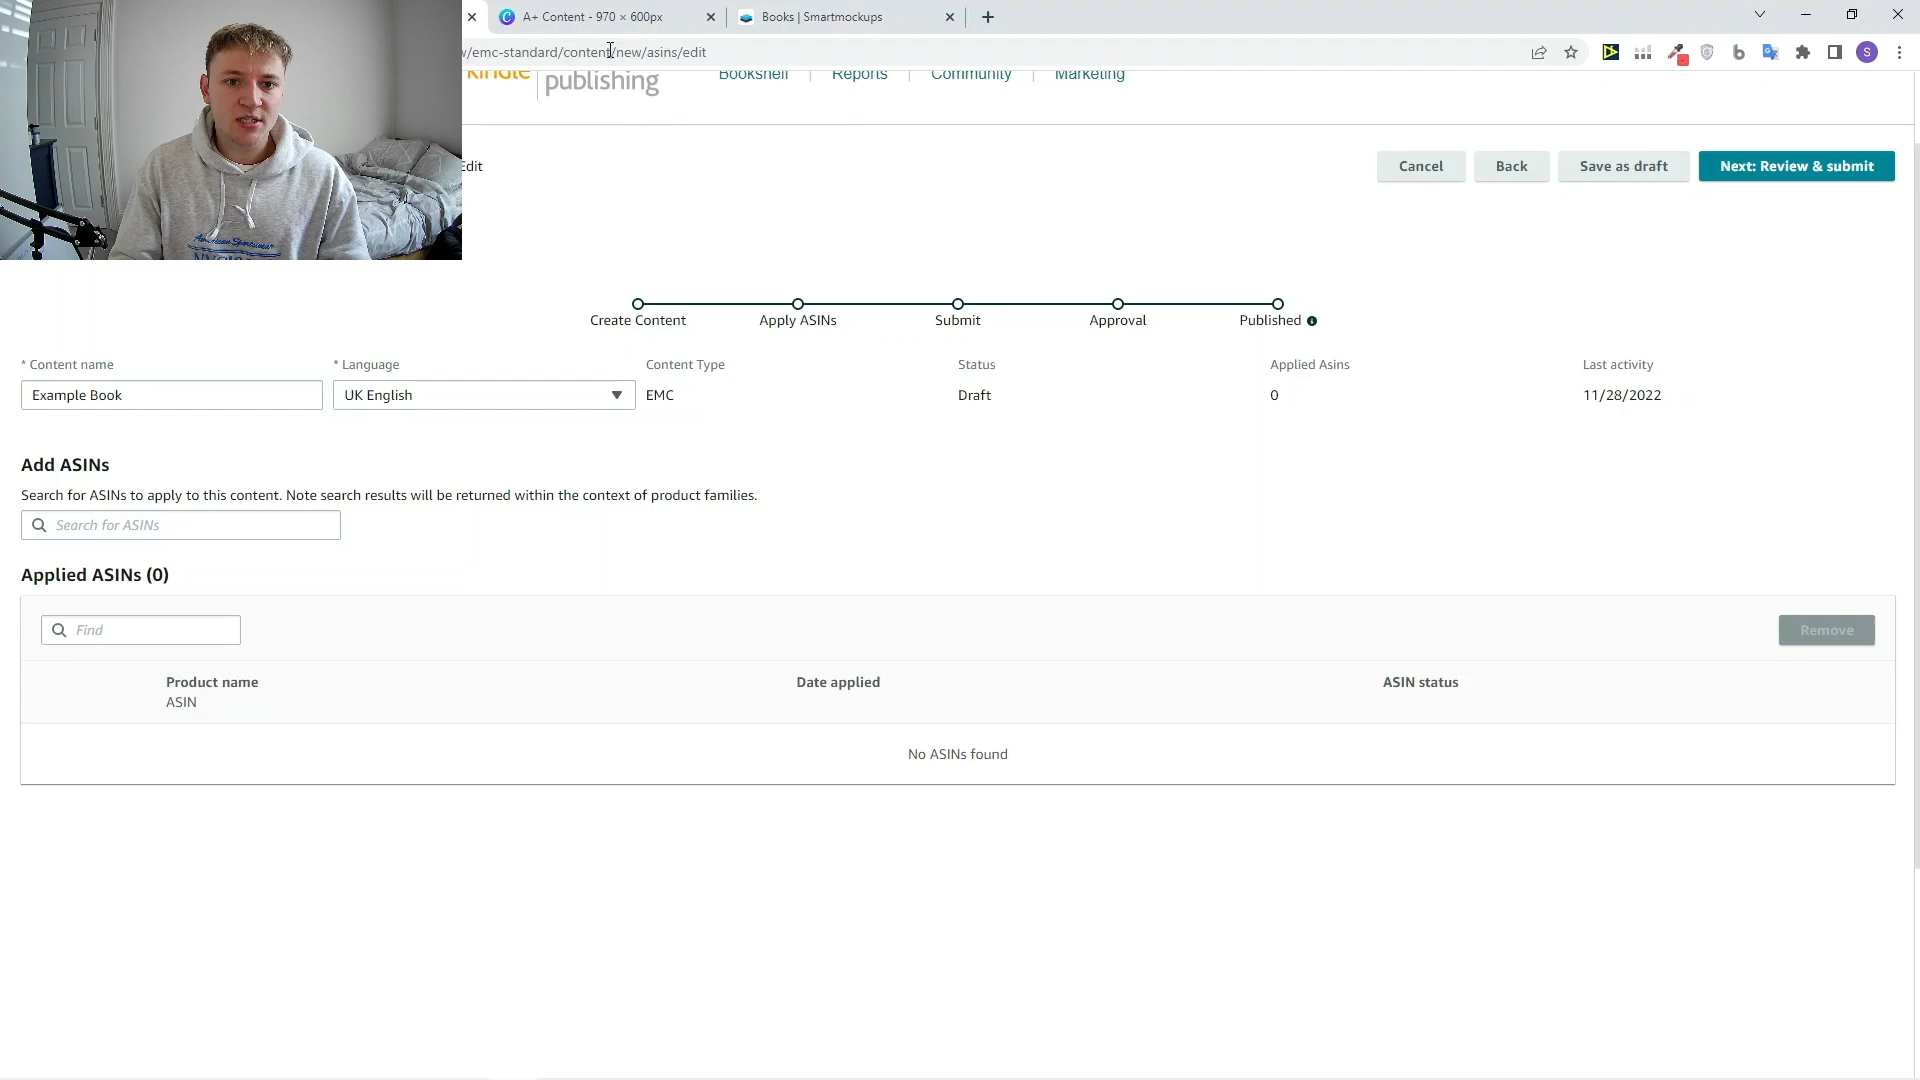 A+ Content - 970 × 600px
Books | Smartmockups
/emc-standard/content/new/asins/edit
S
kindle
publishing
Bookshelf | Reports | Community | Marketing
Edit
Cancel
Back
Save as draft
Next: Review & submit
Create Content
Apply ASINs
Submit
Approval
Published
* Content name
* Language
Content Type
Status
Applied Asins
Last activity
Example Book
UK English
EMC
Draft
0
11/28/2022
Add ASINs
Search for ASINs to apply to this content. Note search results will be returned within the context of product families.
Search for ASINs
Applied ASINs (0)
Find
Remove
Product name
ASIN
Date applied
ASIN status
No ASINs found